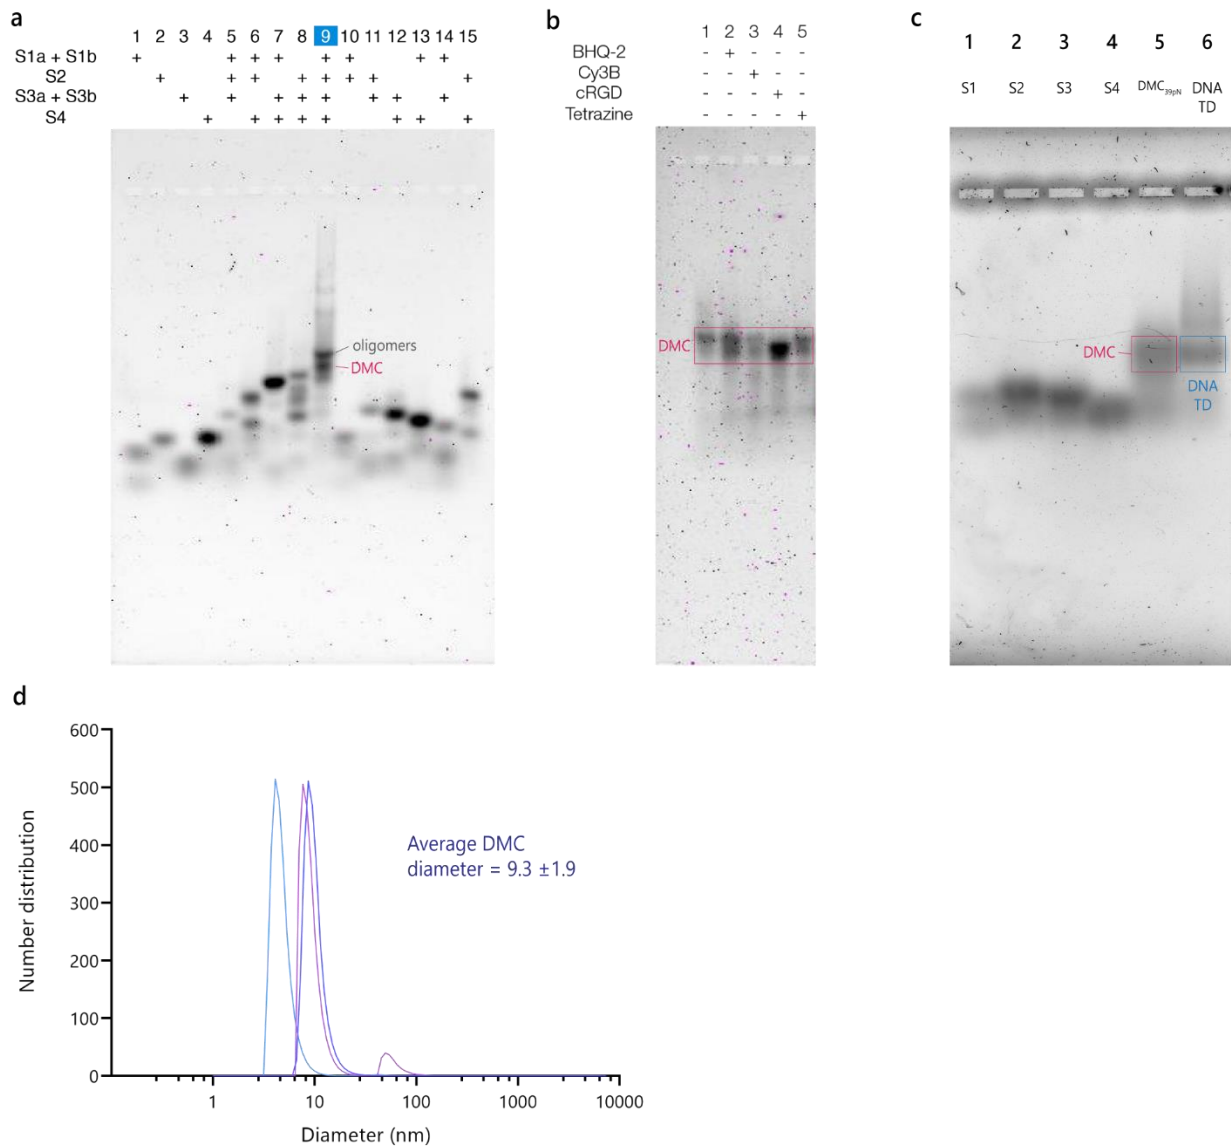 a
1 2 3 4 5 6 7 8 9 10 11 12 13 14 15
S1a + S1b + + + + + + +
S2 + + + + + + + +
S3a + S3b + + + + + + + +
S4 + + + + + + +
oligomers
DMC
b
1 2 3 4 5
BHQ-2 - + - - -
Cy3B - - + - -
cRGD - - - + -
Tetrazine - - - - +
DMC
c
1 2 3 4 5 6
S1 S2 S3 S4 DMC39pN DNA TD
DMC
DNA
TD
d
600
500
400
300
200
100
0
Number distribution
Average DMC
diameter = 9.3 ±1.9
1 10 100 1000 10000
Diameter (nm)